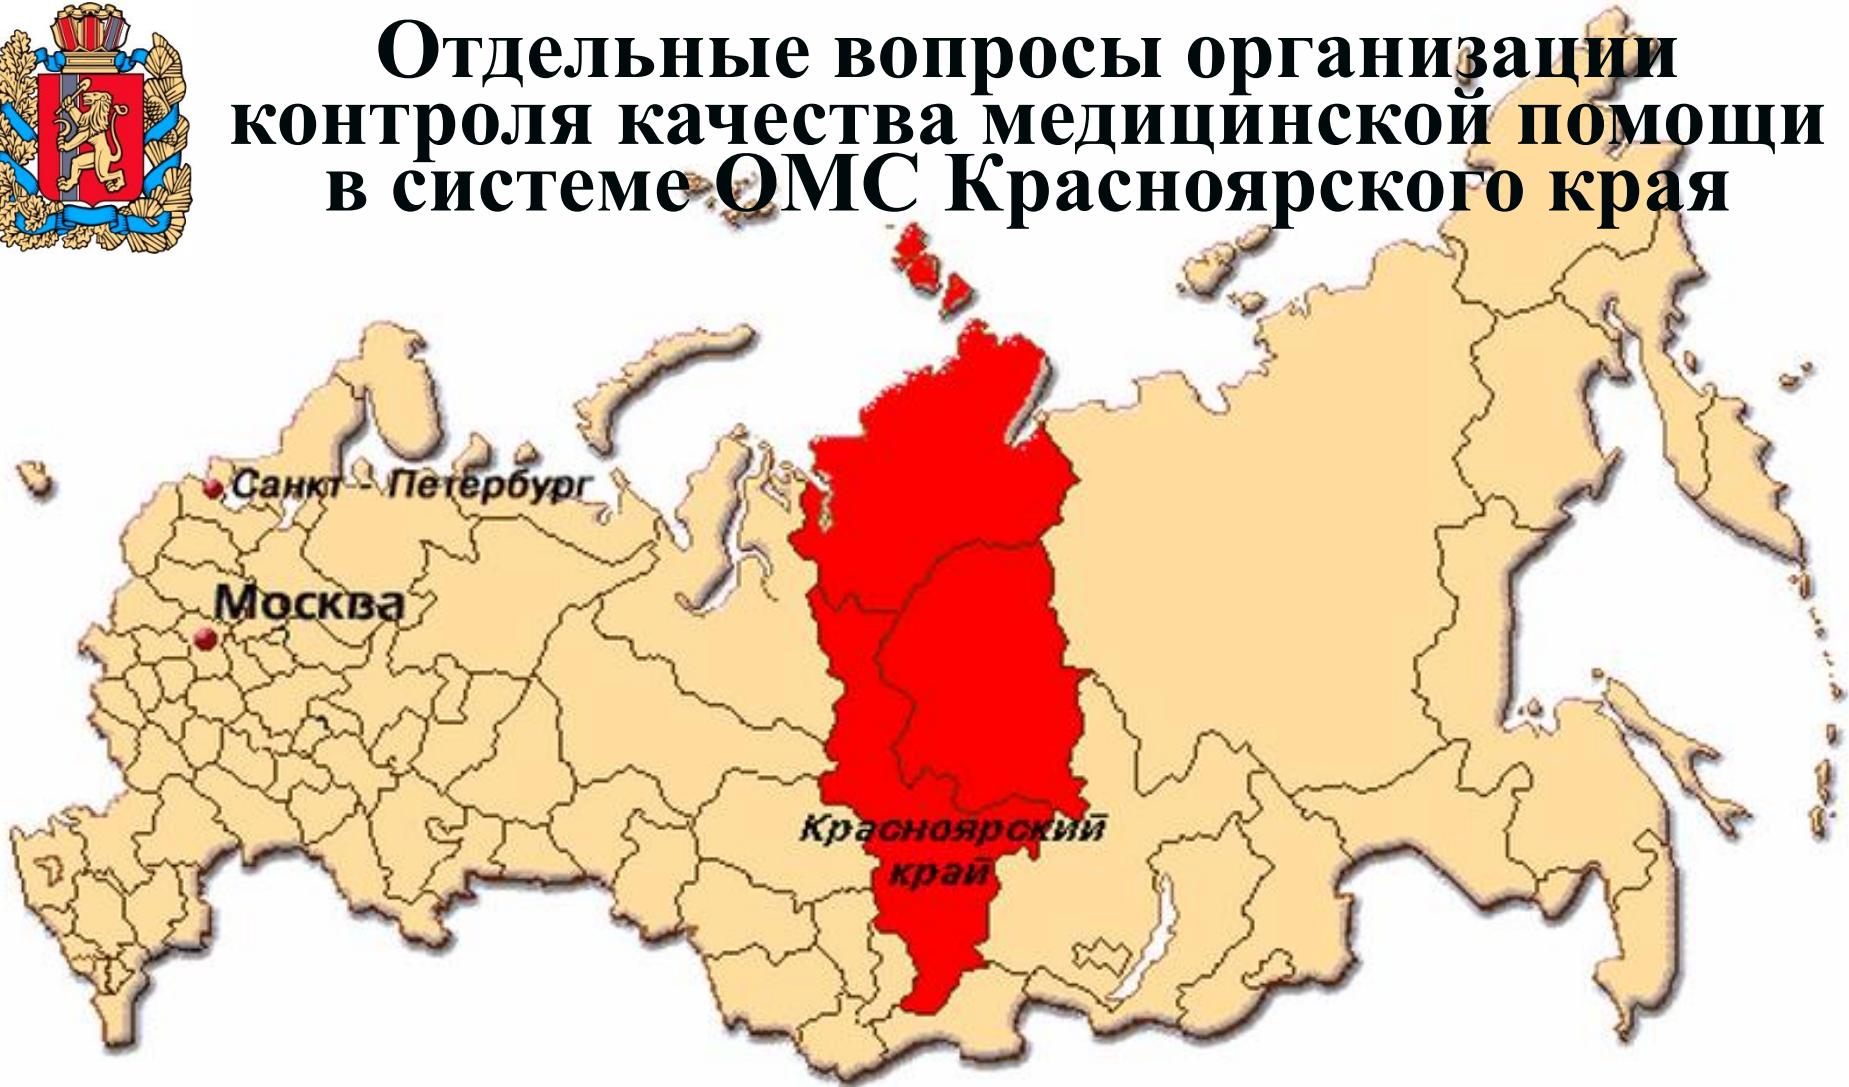 Отдельные вопросы организации
контроля качества медицинской помощи
в системе ОМС Красноярского края
Санкт - Петербург
Москва
Красноярский
край